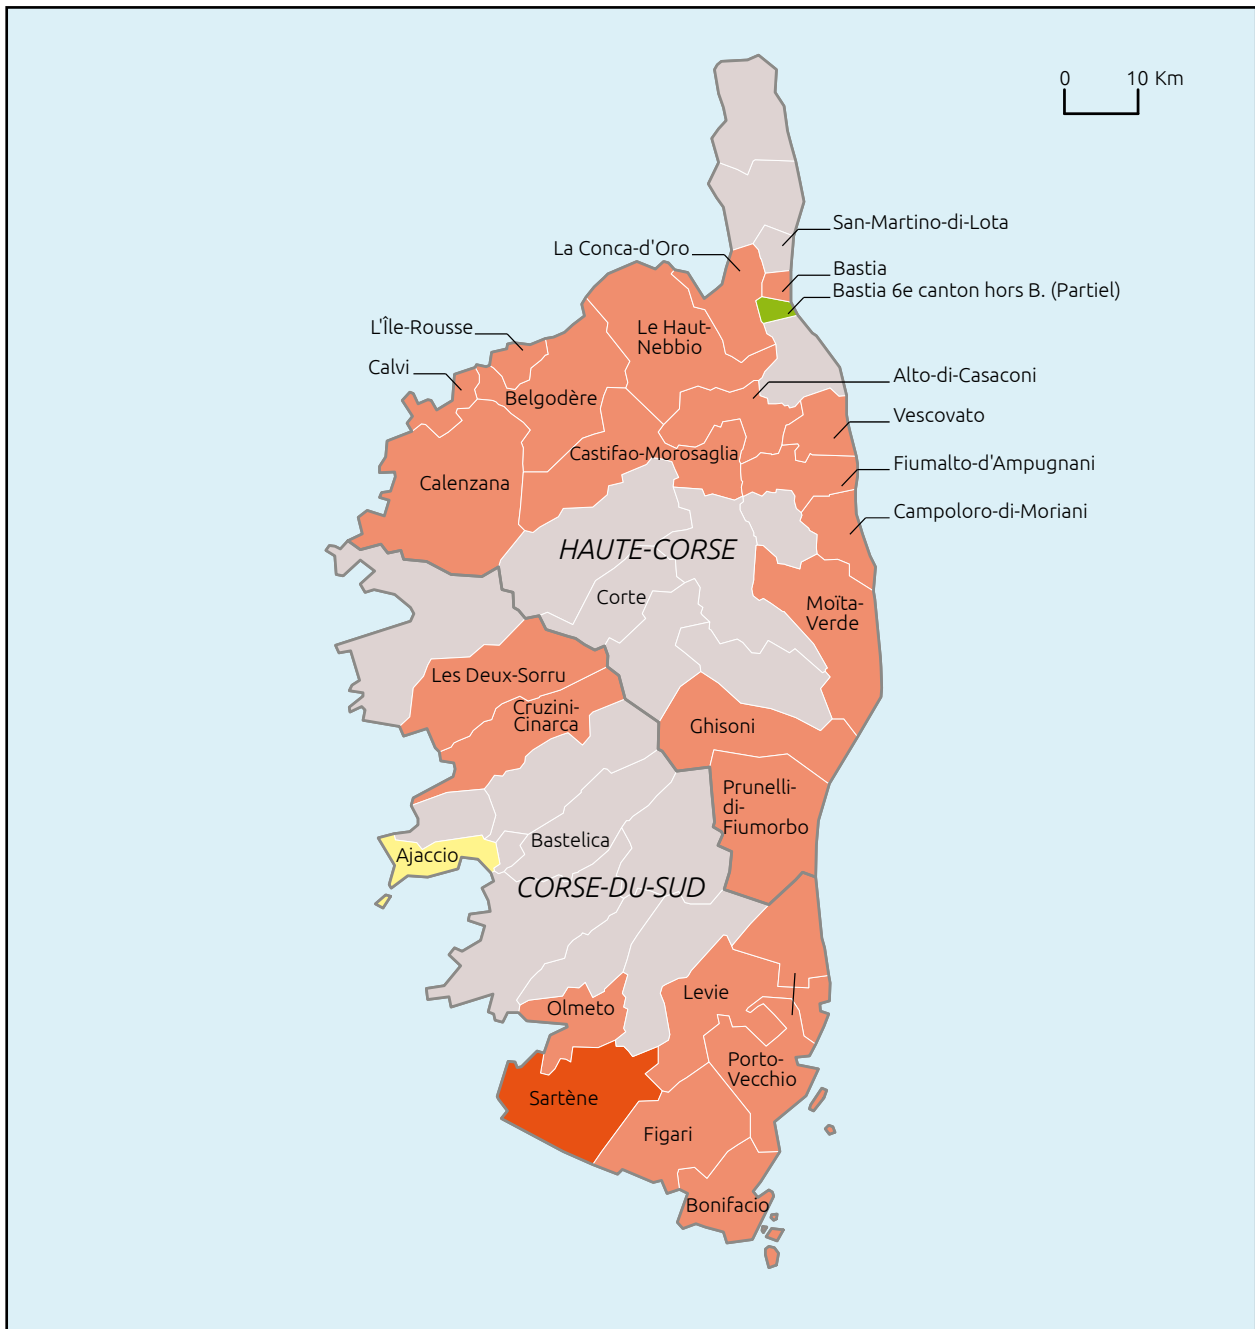 0 10 Km
San-Martino-di-Lota
La Conca-d'Oro
Bastia
Bastia 6e canton hors B. (Partiel)
L'Île-Rousse
Le Haut-
Nebbio
Calvi
Alto-di-Casaconi
Belgodère
Vescovato
Castifao-Morosaglia
Fiumalto-d'Ampugnani
Calenzana
Campoloro-di-Moriani
HAUTE-CORSE
Corte
Moïta-
Verde
Les Deux-Sorru
Cruzini-
Cinarca
Ghisoni
Prunelli-
di-
Fiumorbo
Bastelica
Ajaccio
CORSE-DU-SUD
Levie
Olmeto
Porto-
Vecchio
Sartène
Figari
Bonifacio